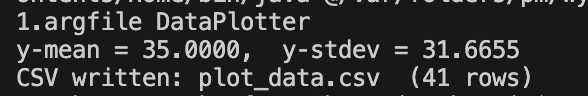 1.argfile DataPlotter
y-mean = 35.0000,  y-stdev = 31.6655
CSV written: plot_data.csv  (41 rows)